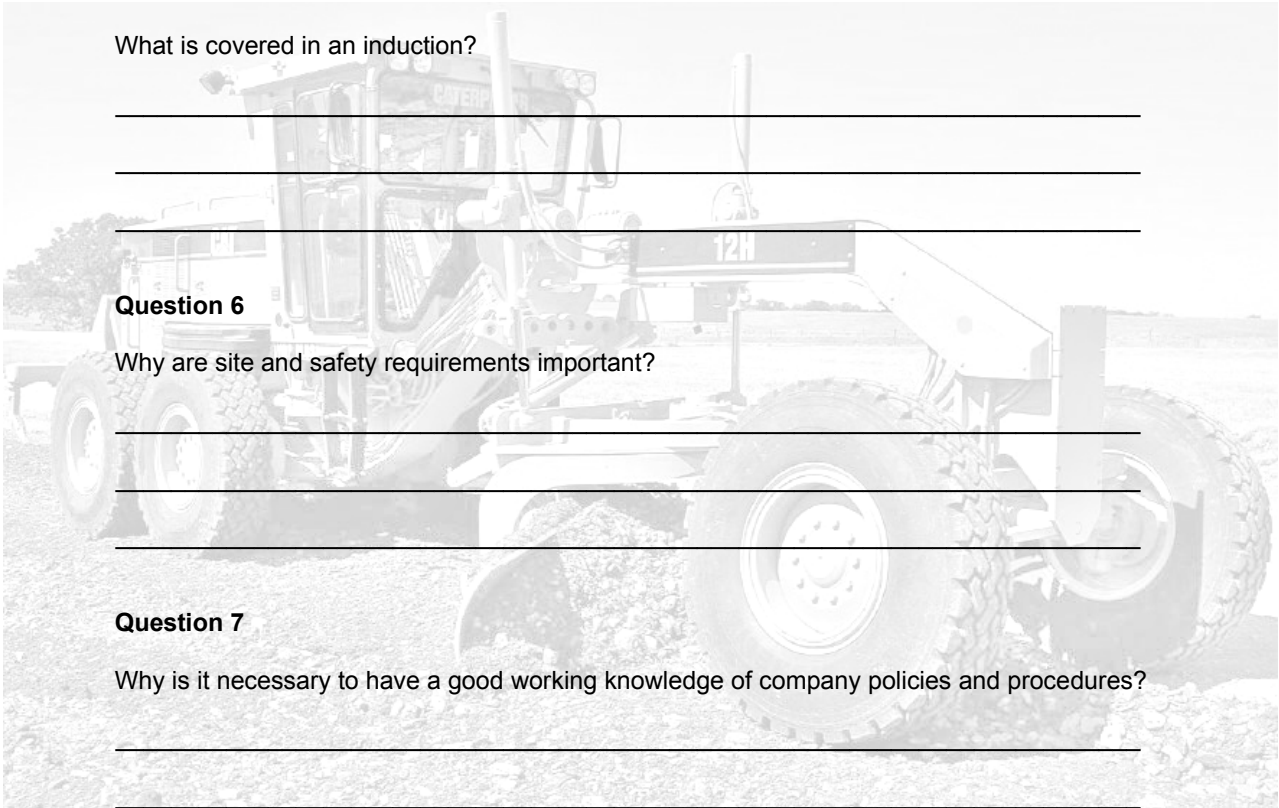 What is covered in an induction?
CATERP
12H
Question 6
Why are site and safety requirements important?
Question 7
Why is it necessary to have a good working knowledge of company policies and procedures?